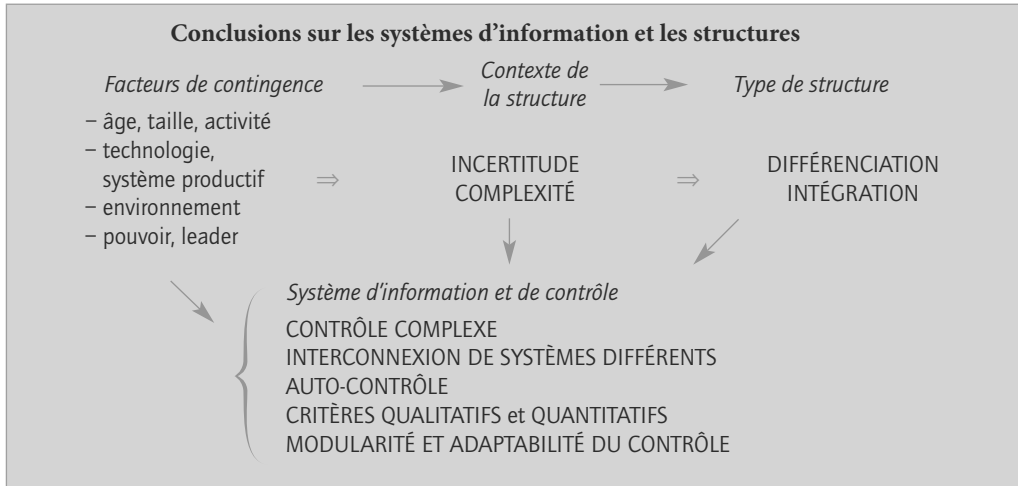 Conclusions sur les systèmes d’information et les structures
Facteurs de contingence
Contexte de
la structure
Type de structure
– âge, taille, activité
– technologie,
système productif
– environnement
– pouvoir, leader
⇒
INCERTITUDE
COMPLEXITÉ
⇒
DIFFÉRENCIATION
INTÉGRATION
Système d’information et de contrôle
CONTRÔLE COMPLEXE
INTERCONNEXION DE SYSTÈMES DIFFÉRENTS
AUTO-CONTRÔLE
CRITÈRES QUALITATIFS et QUANTITATIFS
MODULARITÉ ET ADAPTABILITÉ DU CONTRÔLE